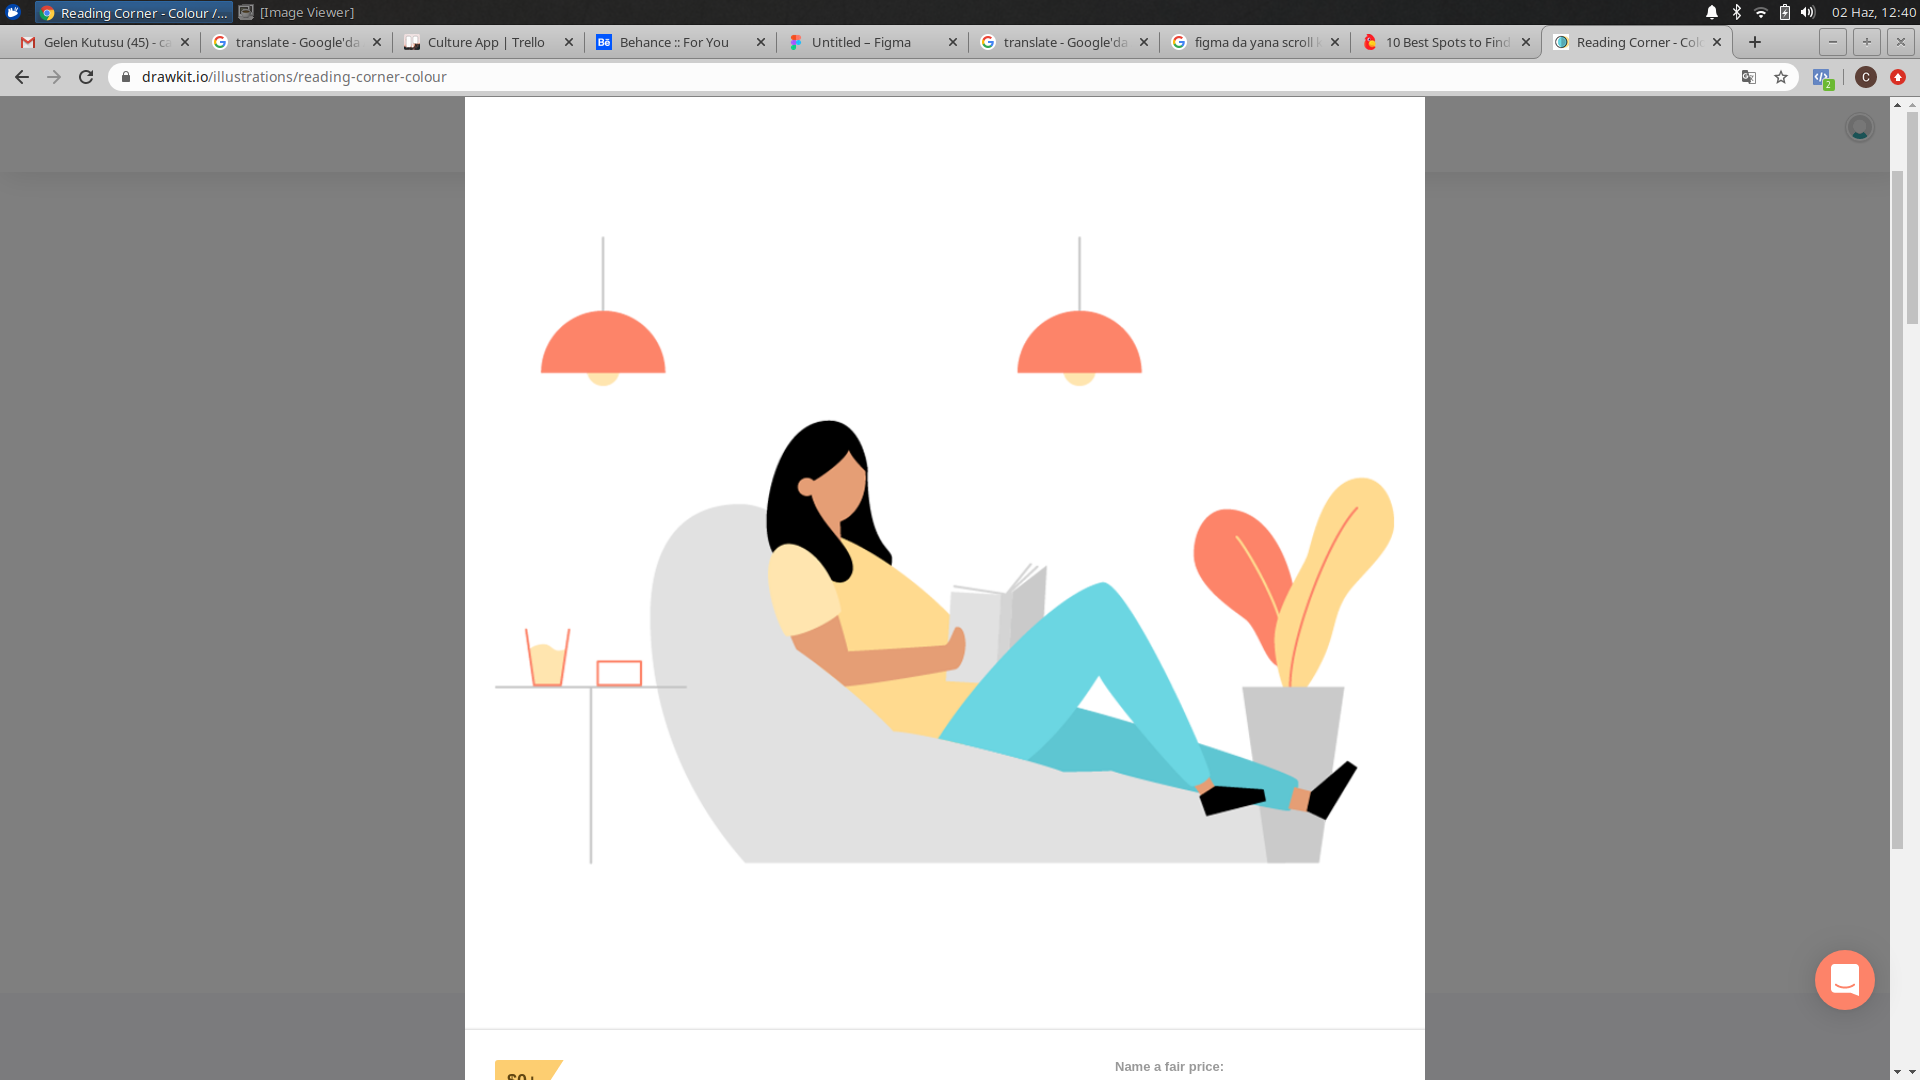 Reading Corner - Colour /...
[Image Viewer]
02 Haz, 12:40
Gelen Kutusu (45) - ca
translate - Google'da
Culture App | Trello
Bē Behance :: For You
Untitled – Figma
translate - Google'da
figma da yana scroll k
10 Best Spots to Find
Reading Corner - Colo
drawkit.io/illustrations/reading-corner-colour
2
C
$0+
Name a fair price: